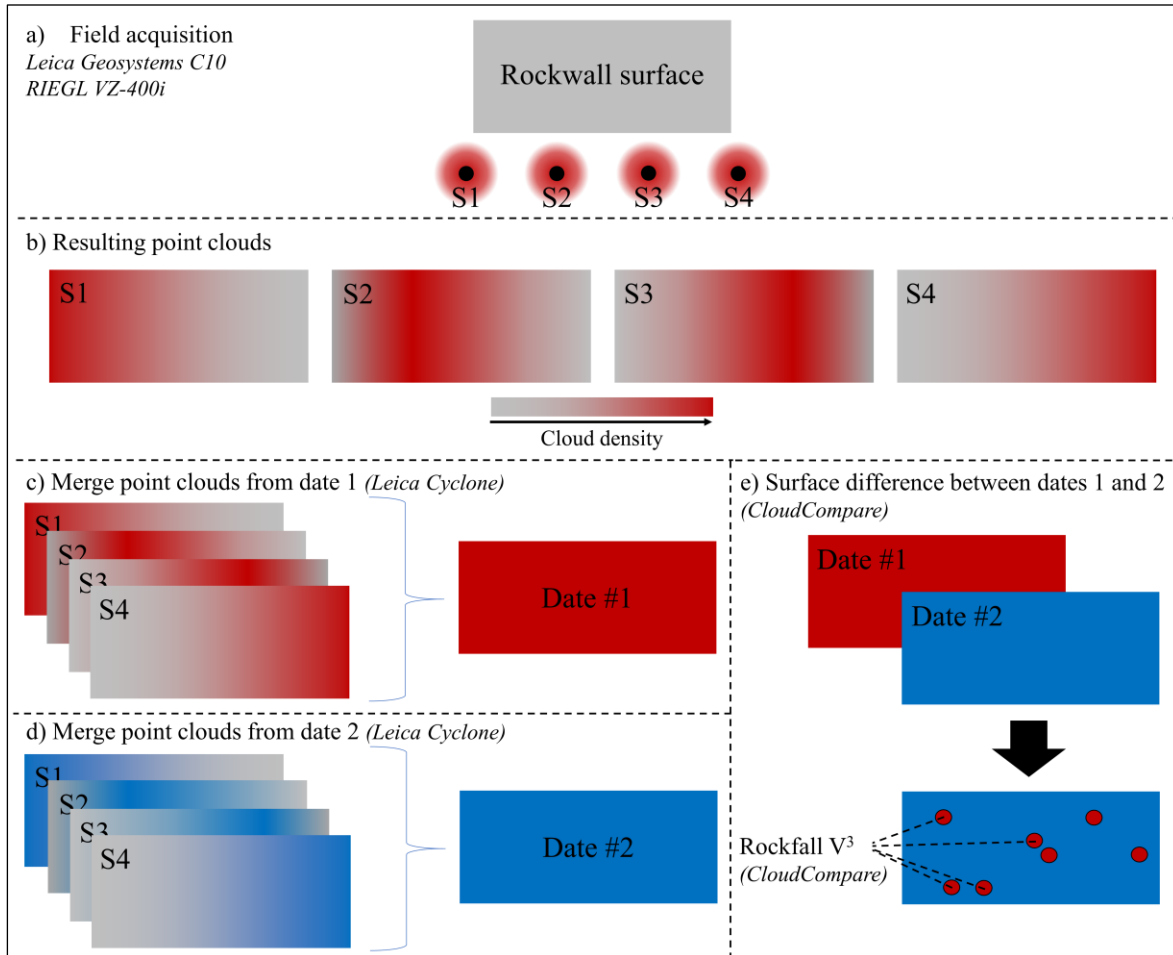 a) Field acquisition
Leica Geosystems C10
RIEGL VZ-400i
Rockwall surface
S1 S2 S3 S4
b) Resulting point clouds
S1 S2 S3 S4
Cloud density
c) Merge point clouds from date 1 (Leica Cyclone)
S1
S2
S3
S4
Date #1
d) Merge point clouds from date 2 (Leica Cyclone)
S1
S2
S3
S4
Date #2
e) Surface difference between dates 1 and 2
(CloudCompare)
Date #1
Date #2
Rockfall V³
(CloudCompare)